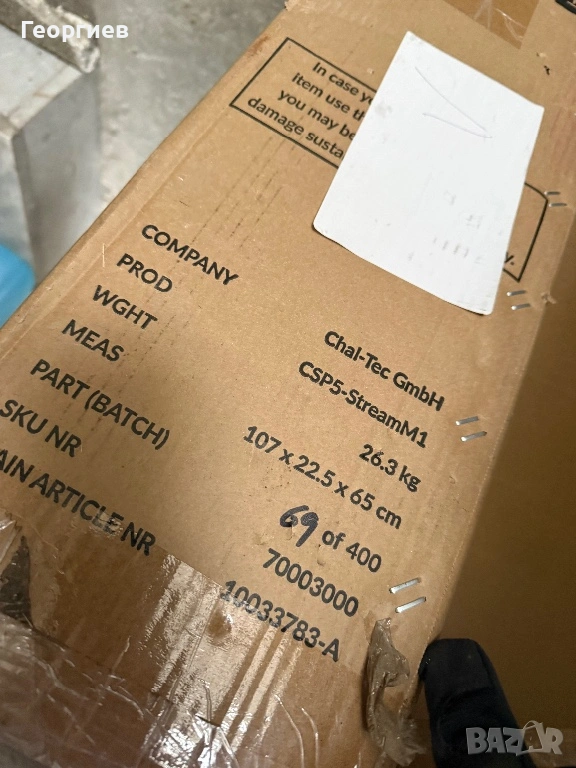 Георгиев
In case yo
item use th
you may be
damage susta
y.
COMPANY Chal-Tec GmbH
PROD CSP5-StreamM1
WGHT 26.3 kg
MEAS 107 x 22.5 x 65 cm
PART (BATCH) 69 of 400
SKU NR 70003000
AIN ARTICLE NR 10033783-A
BAZAR